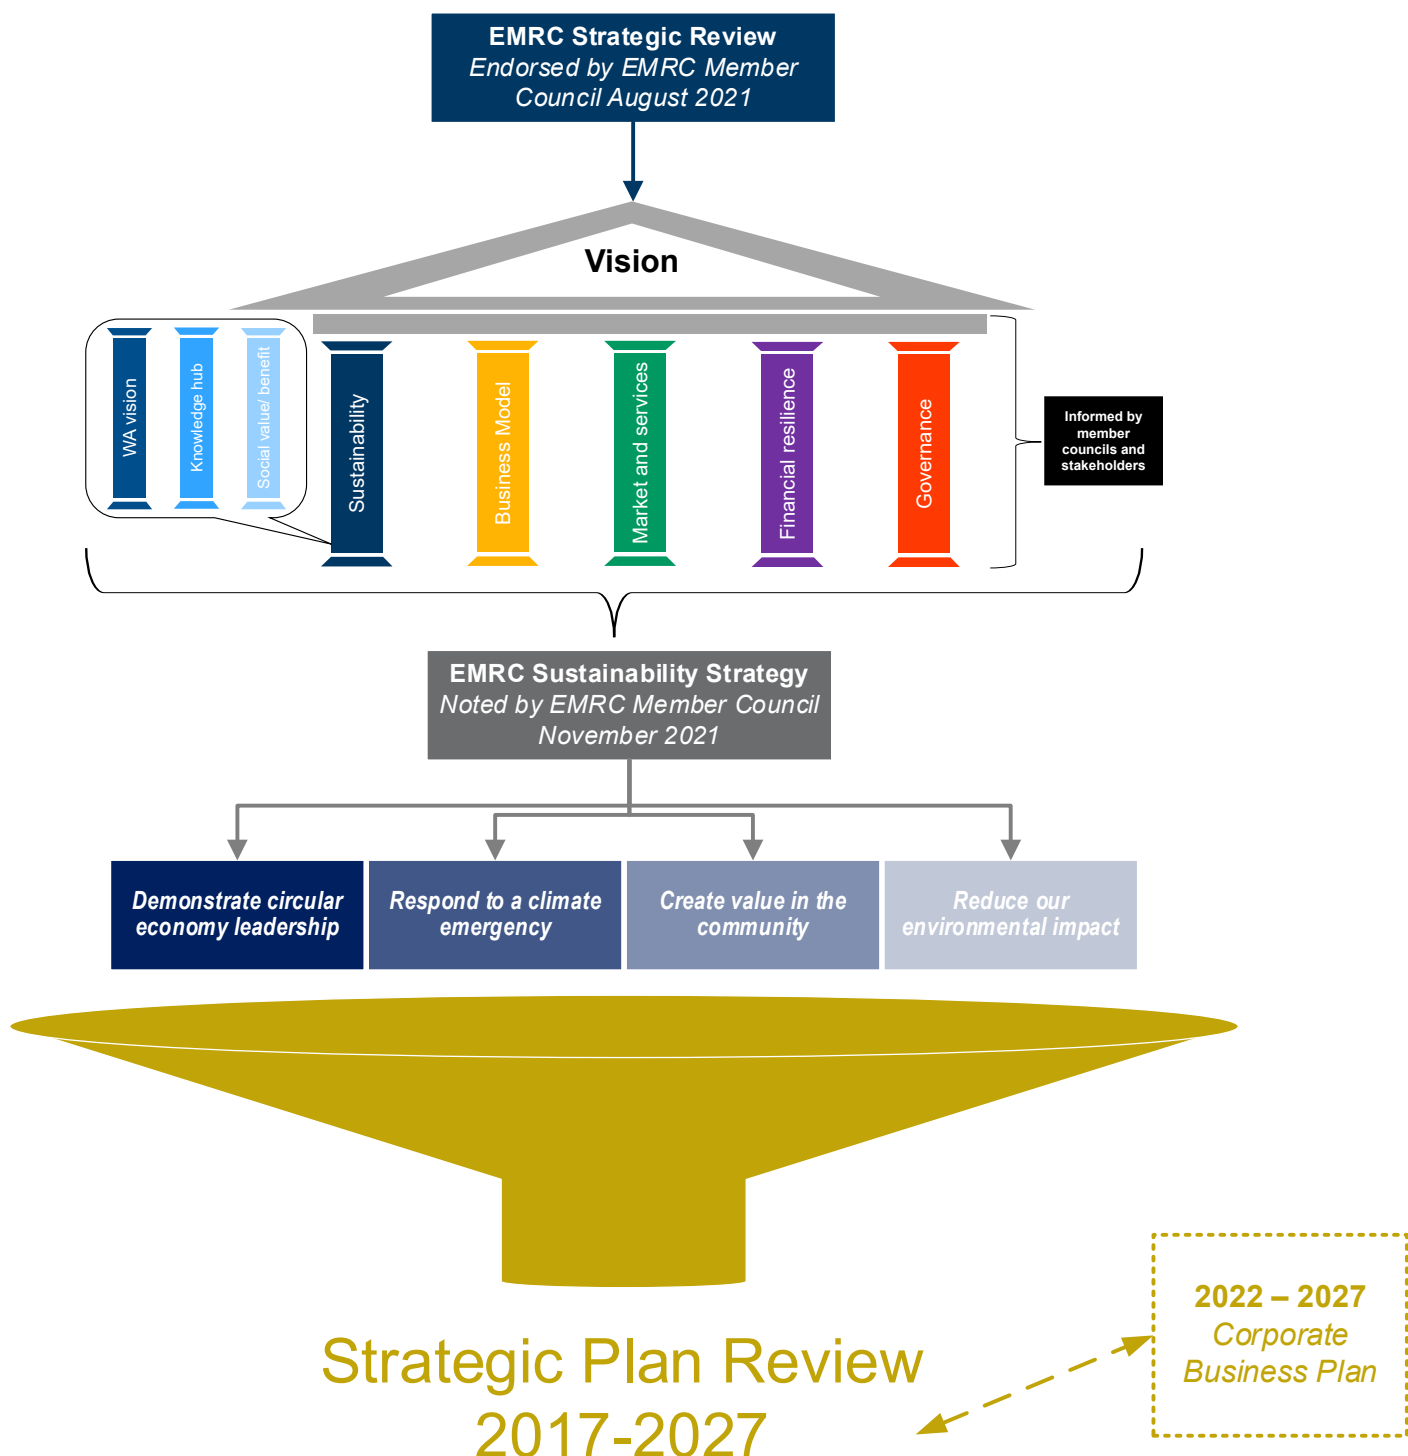 EMRC Strategic Review
Endorsed by EMRC Member
Council August 2021
Vision
WA vision
Knowledge hub
Social value/ benefit
Sustainability
Business Model
Market and services
Financial resilience
Governance
Informed by
member
councils and
stakeholders
EMRC Sustainability Strategy
Noted by EMRC Member Council
November 2021
Demonstrate circular
economy leadership
Respond to a climate
emergency
Create value in the
community
Reduce our
environmental impact
Strategic Plan Review
2017-2027
2022 – 2027
Corporate
Business Plan